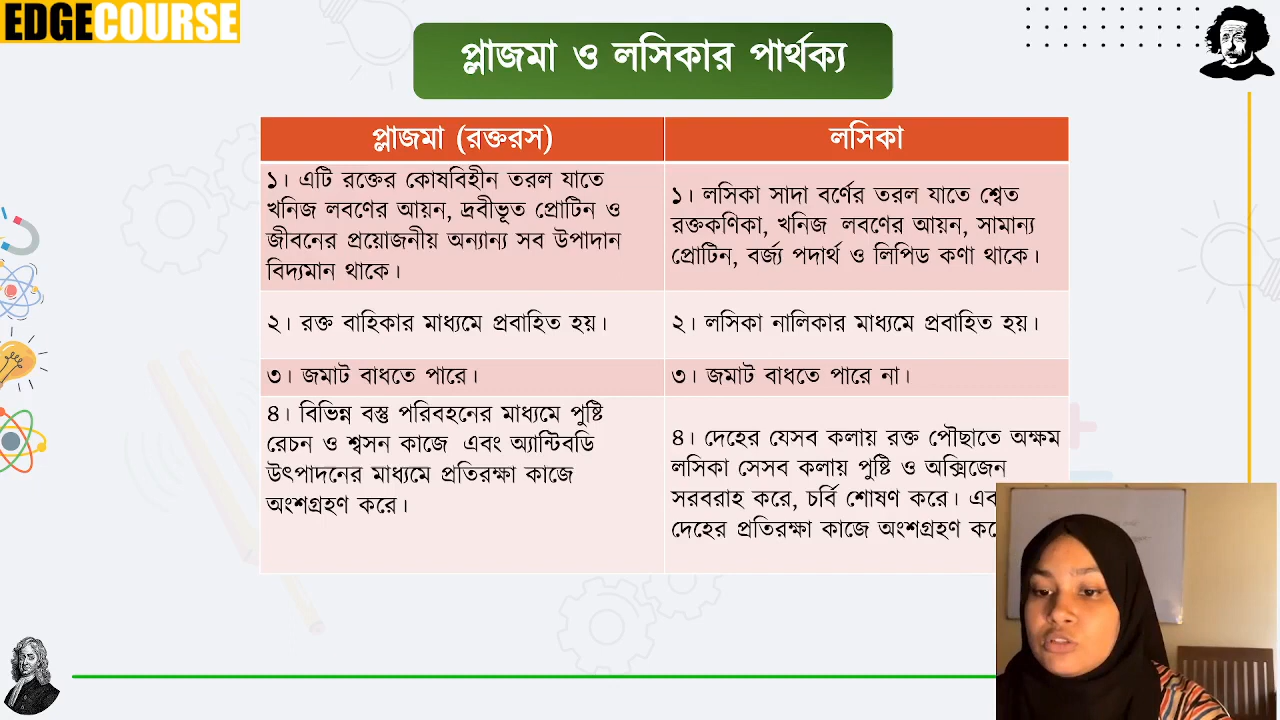 EDGECOURSE
প্লাজমা ও লসিকার পার্থক্য
প্লাজমা (রক্তরস)
লসিকা
১। এটি রক্তের কোষবিহীন তরল যাতে
খনিজ লবণের আয়ন, দ্রবীভূত প্রোটিন ও
জীবনের প্রয়োজনীয় অন্যান্য সব উপাদান
বিদ্যমান থাকে।
১। লসিকা সাদা বর্ণের তরল যাতে শ্বেত
রক্তকণিকা, খনিজ লবণের আয়ন, সামান্য
প্রোটিন, বর্জ্য পদার্থ ও লিপিড কণা থাকে।
২। রক্ত বাহিকার মাধ্যমে প্রবাহিত হয়।
২। লসিকা নালিকার মাধ্যমে প্রবাহিত হয়।
৩। জমাট বাধতে পারে।
৩। জমাট বাধতে পারে না।
৪। বিভিন্ন বস্তু পরিবহনের মাধ্যমে পুষ্টি
রেচন ও শ্বসন কাজে এবং অ্যান্টিবডি
উৎপাদনের মাধ্যমে প্রতিরক্ষা কাজে
অংশগ্রহণ করে।
৪। দেহের যেসব কলায় রক্ত পৌছাতে অক্ষম
লসিকা সেসব কলায় পুষ্টি ও অক্সিজেন
সরবরাহ করে, চর্বি শোষণ করে।
দেহের প্রতিরক্ষা কাজে অংশগ্রহণ